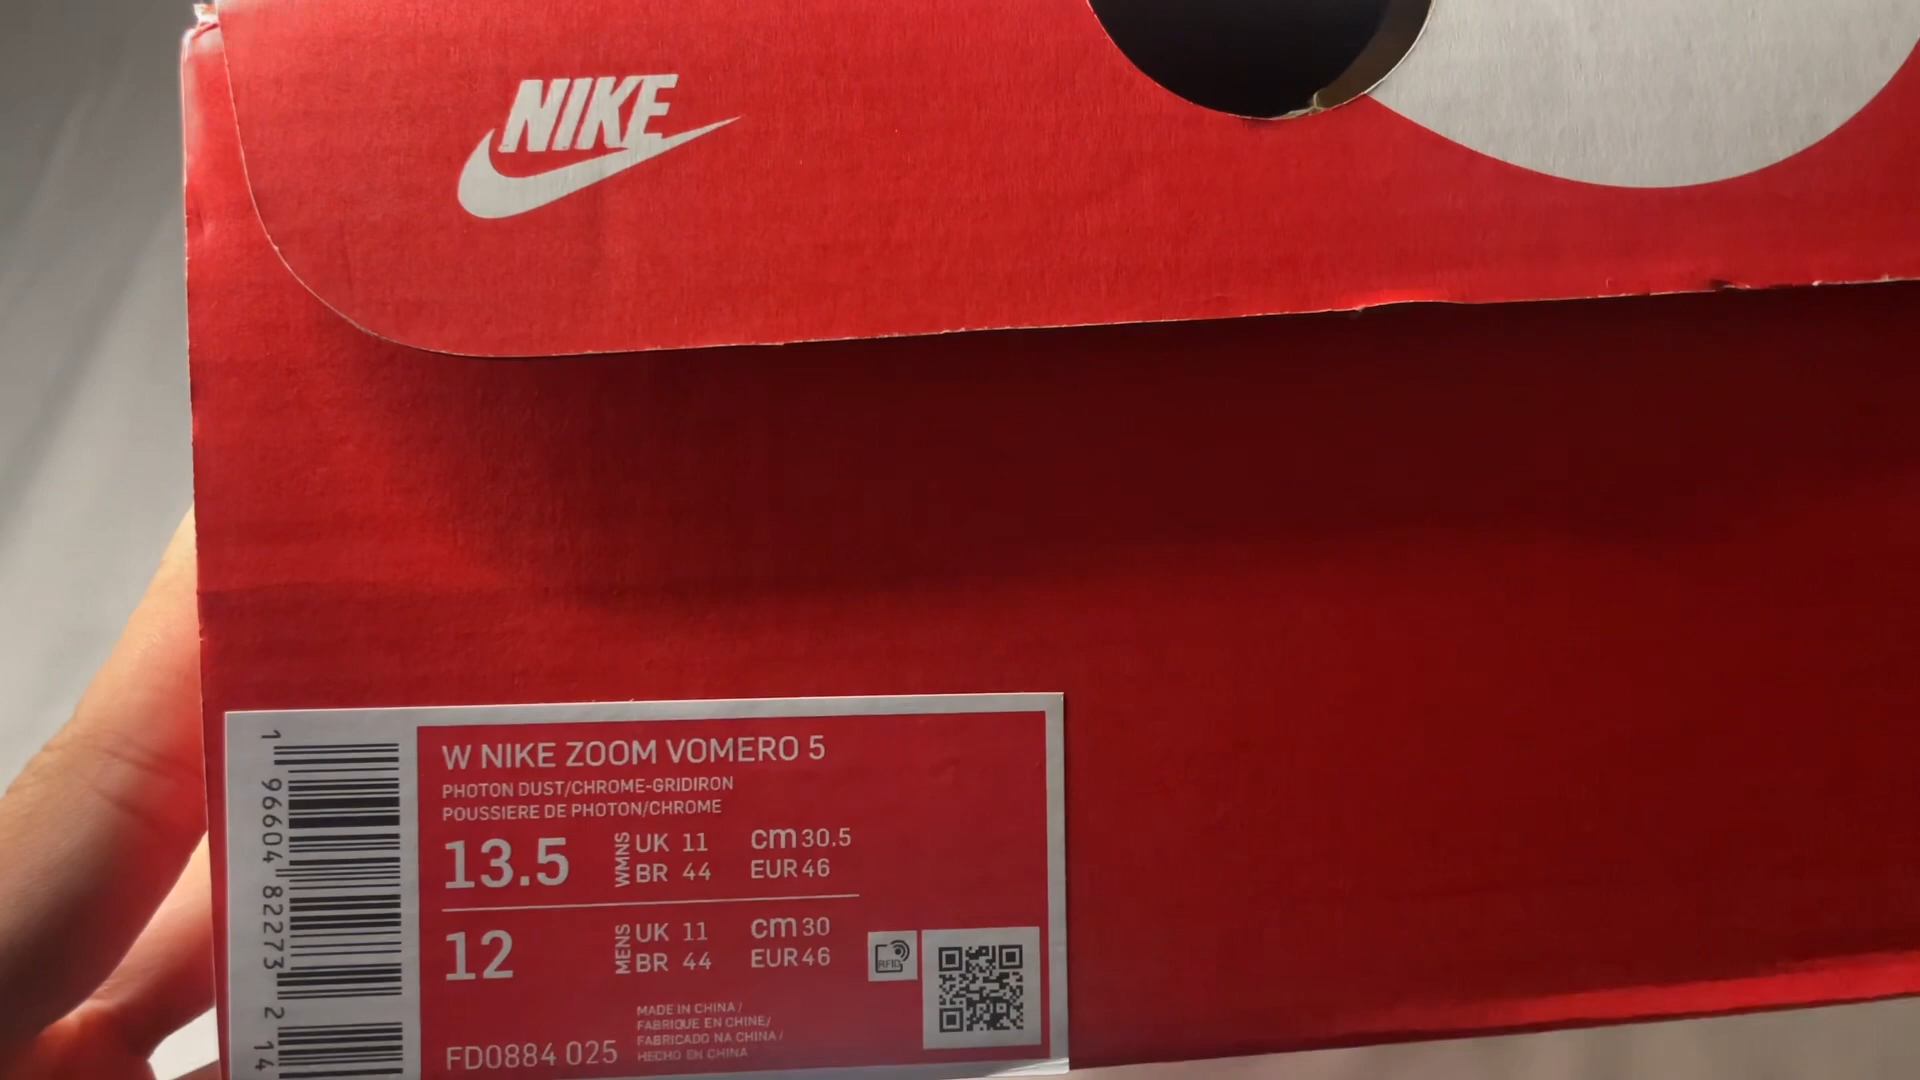 NIKE
W NIKE ZOOM VOMERO 5
PHOTON DUST/CHROME-GRIDIRON
POUSSIERE DE PHOTON/CHROME
13.5 WMNS UK 11 cm 30.5
BR 44 EUR 46
12 MENS UK 11 cm 30
BR 44 EUR 46
RFID
MADE IN CHINA /
FABRIQUE EN CHINE/
FABRICADO NA CHINA /
HECHO EN CHINA
FD0884 025
1 96604 82273 2 14